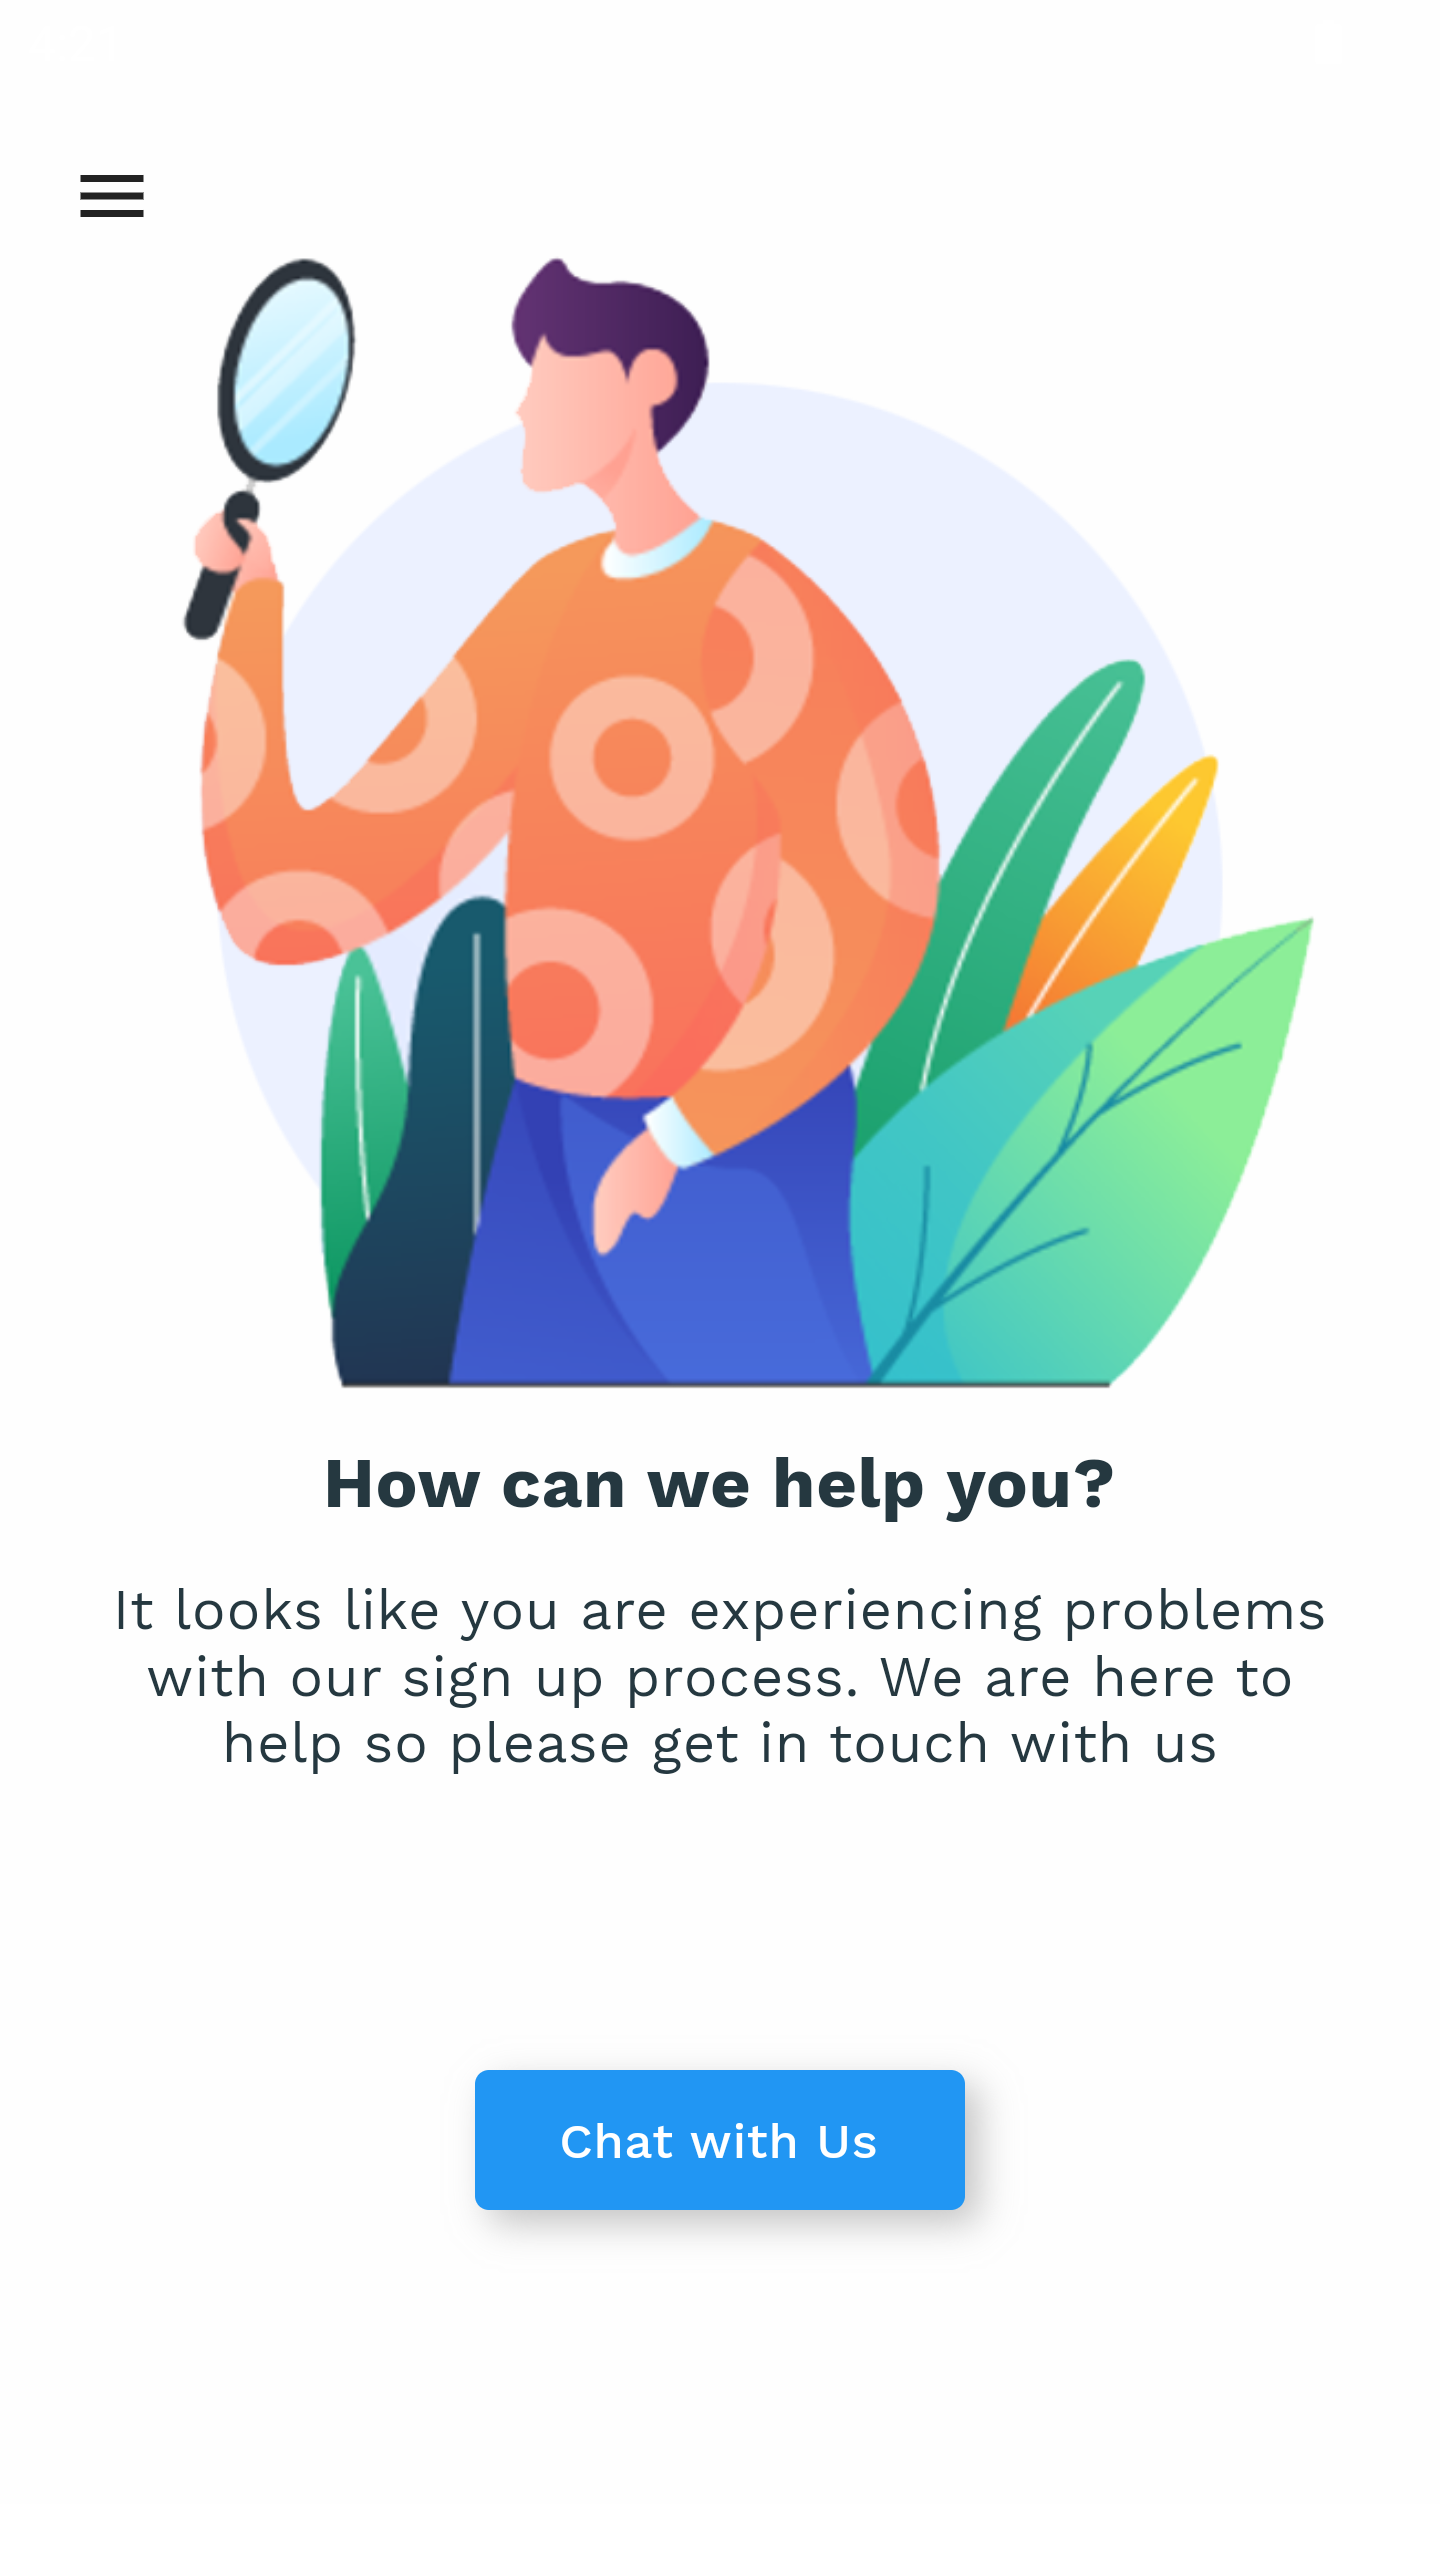 How can we help you?
It looks like you are experiencing problems
with our sign up process. We are here to
help so please get in touch with us
Chat with Us